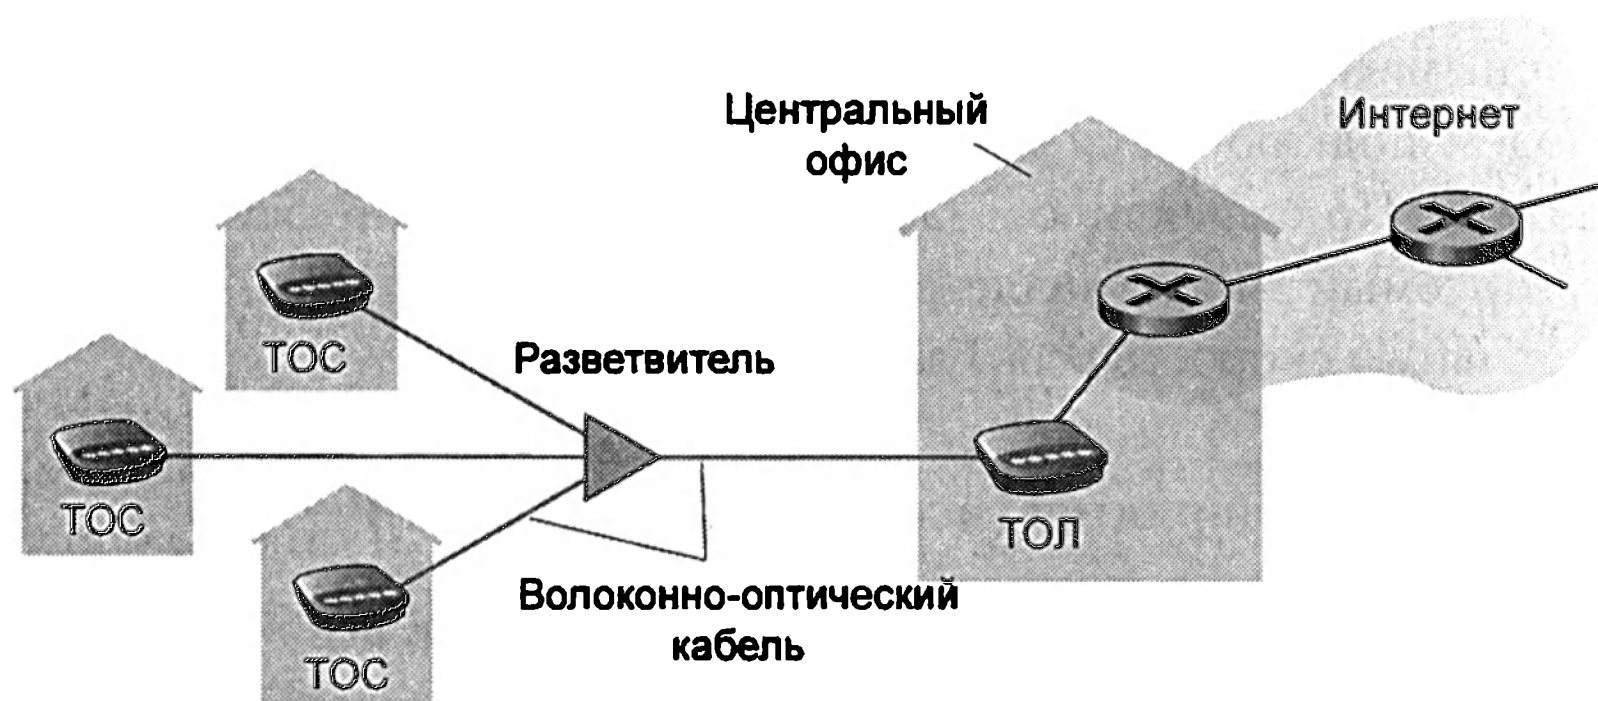 Центральный
офис
Интернет
ТОС
Разветвитель
ТОС
ТОЛ
Волоконно-оптический
кабель
ТОС